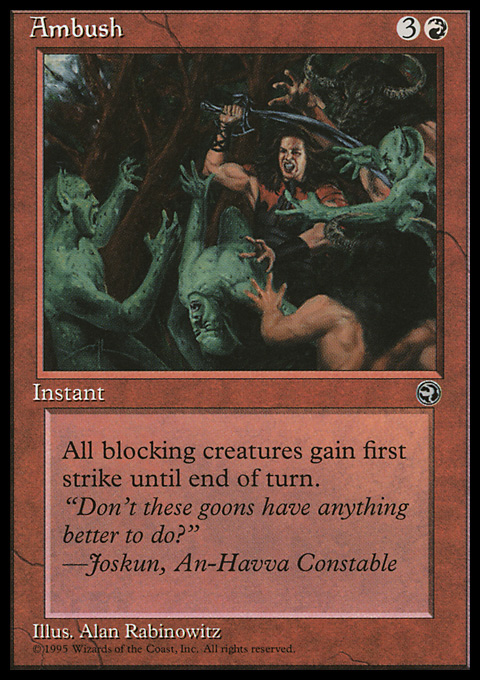 Ambush 3
Instant
All blocking creatures gain first
strike until end of turn.
“Don't these goons have anything
better to do?”
—Joskun, An-Havva Constable
Illus. Alan Rabinowitz
©1995 Wizards of the Coast, Inc. All rights reserved.